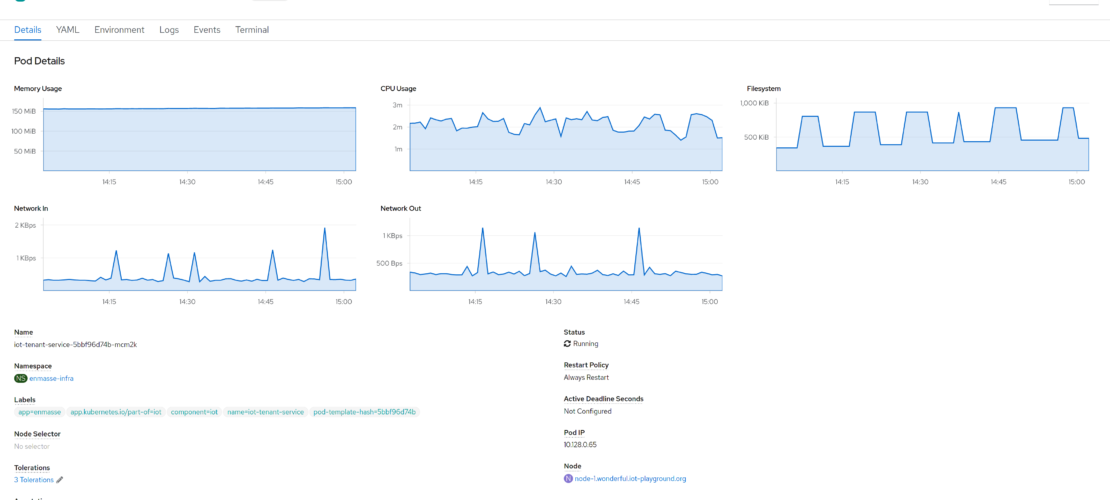 Details YAML Environment Logs Events Terminal
Pod Details
Memory Usage
150 MiB
100 MiB
50 MiB
14:15 14:30 14:45 15:00
CPU Usage
3m
2m
1m
14:15 14:30 14:45 15:00
Filesystem
1,000 KiB
500 KiB
14:15 14:30 14:45 15:00
Network In
2 KBps
1 KBps
14:15 14:30 14:45 15:00
Network Out
1 KBps
500 Bps
14:15 14:30 14:45 15:00
Name
iot-tenant-service-5bbf96d74b-mcm2k
Namespace
NS enmasse-infra
Labels
app=enmasse app.kubernetes.io/part-of=iot component=iot name=iot-tenant-service pod-template-hash=5bbf96d74b
Node Selector
No selector
Tolerations
3 Tolerations
Status
Running
Restart Policy
Always Restart
Active Deadline Seconds
Not Configured
Pod IP
10.128.0.65
Node
N node-1.wonderful.iot-playground.org